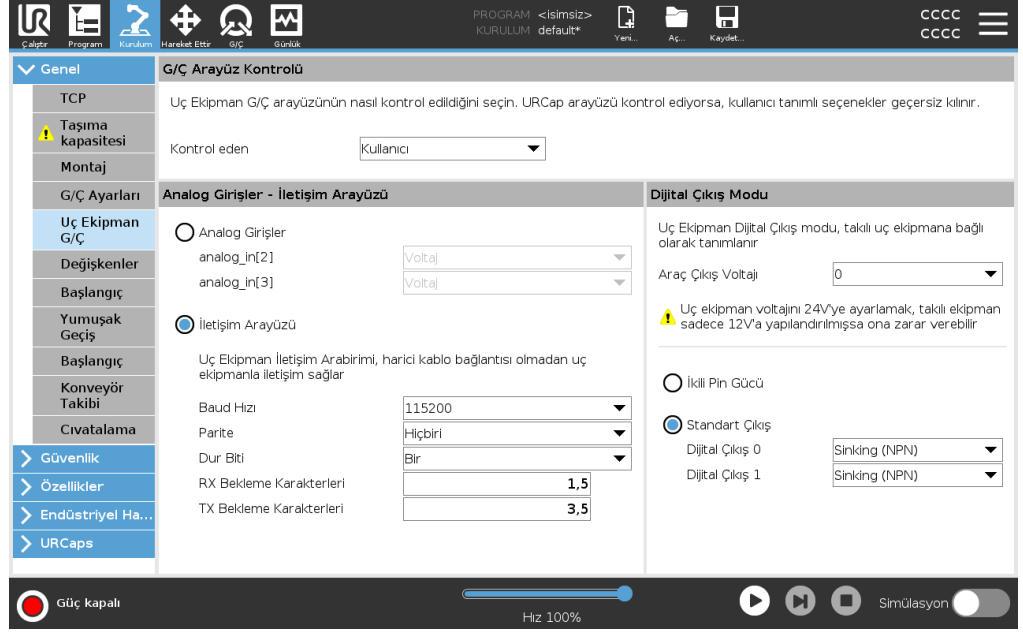 PROGRAM <isimsiz>
KURULUM default*
CCCC
CCCC
Çalıştır Program Kurulum Hareket Ettir G/Ç Günlük Yeni... Aç... Kaydet...
Genel
TCP
Taşıma
kapasitesi
Montaj
G/Ç Ayarları
Uç Ekipman
G/Ç
Değişkenler
Başlangıç
Yumuşak
Geçiş
Başlangıç
Konveyör
Takibi
Cıvatalama
Güvenlik
Özellikler
Endüstriyel Ha...
URCaps
G/Ç Arayüz Kontrolü
Uç Ekipman G/Ç arayüzünün nasıl kontrol edildiğini seçin. URCap arayüzü kontrol ediyorsa, kullanıcı tanımlı seçenekler geçersiz kılınır.
Kontrol eden Kullanıcı
Analog Girişler - İletişim Arayüzü
Analog Girişler
analog_in[2] Voltaj
analog_in[3] Voltaj
İletişim Arayüzü
Uç Ekipman İletişim Arabirimi, harici kablo bağlantısı olmadan uç
ekipmanla iletişim sağlar
Baud Hızı 115200
Parite Hiçbiri
Dur Biti Bir
RX Bekleme Karakterleri 1,5
TX Bekleme Karakterleri 3,5
Dijital Çıkış Modu
Uç Ekipman Dijital Çıkış modu, takılı uç ekipmana bağlı
olarak tanımlanır
Araç Çıkış Voltajı 0
Uç ekipman voltajını 24V'ye ayarlamak, takılı ekipman
sadece 12V'a yapılandırılmışsa ona zarar verebilir
İkili Pin Gücü
Standart Çıkış
Dijital Çıkış 0 Sinking (NPN)
Dijital Çıkış 1 Sinking (NPN)
Güç kapalı
Hız 100%
Simülasyon